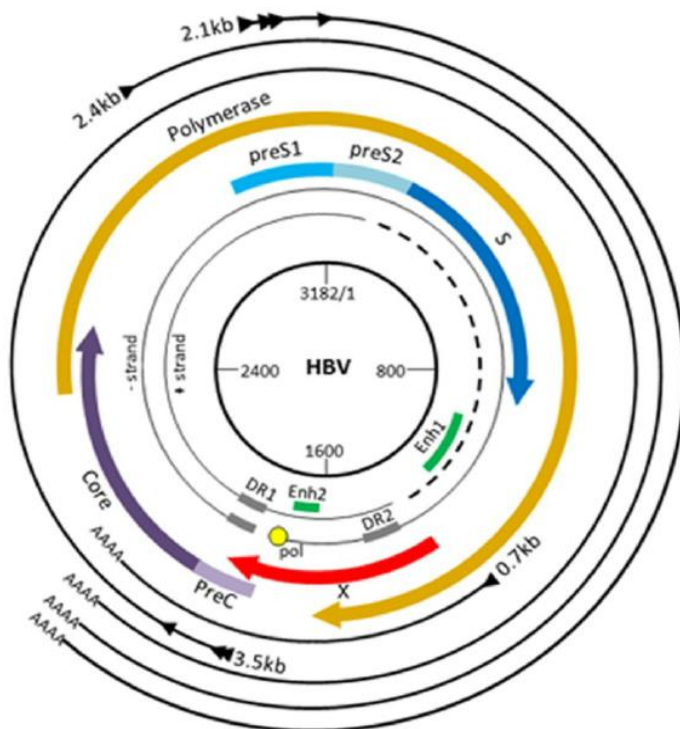 2.1kb
2.4kb
Polymerase
preS1
preS2
S
3182/1
- strand
+ strand
2400
HBV
800
Enh1
1600
DR1
Enh2
DR2
pol
Core
PreC
X
0.7kb
3.5kb
AAAA
AAAA
AAAA
AAAA